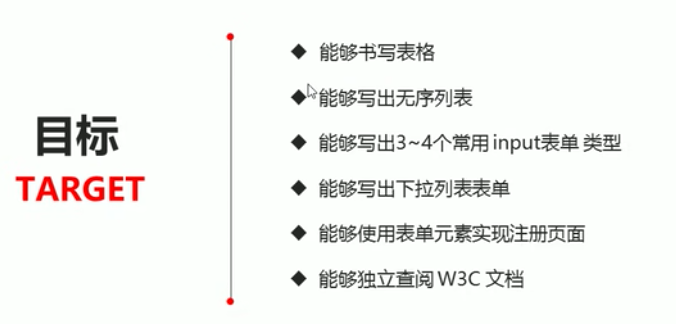 目标
TARGET
能够书写表格
能够写出无序列表
能够写出3~4个常用input表单 类型
能够写出下拉列表表单
能够使用表单元素实现注册页面
能够独立查阅 W3C 文档